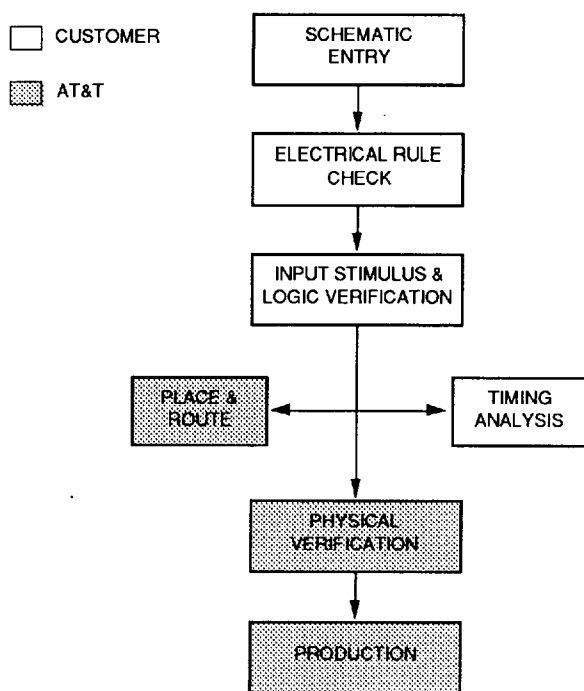 CUSTOMER
AT&T
SCHEMATIC
ENTRY
ELECTRICAL RULE
CHECK
INPUT STIMULUS &
LOGIC VERIFICATION
PLACE &
ROUTE
TIMING
ANALYSIS
PHYSICAL
VERIFICATION
PRODUCTION